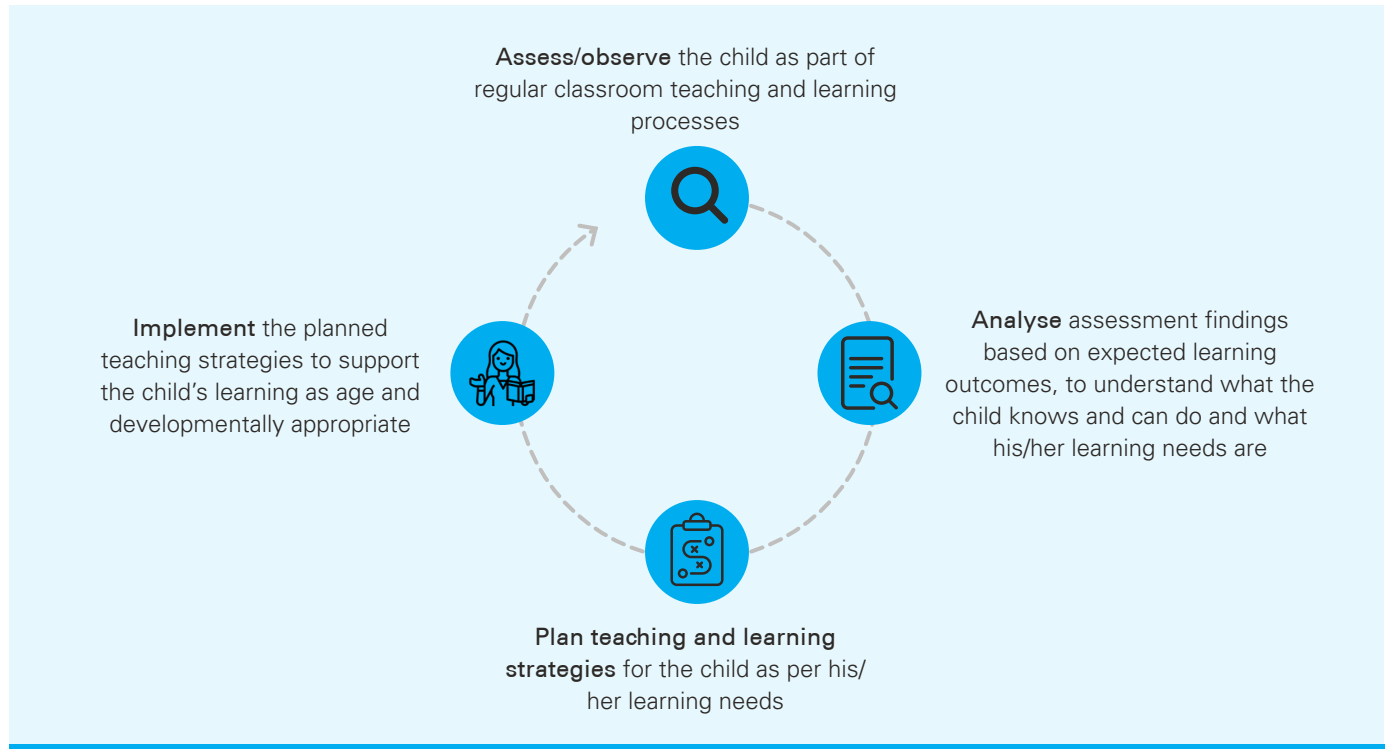 Assess/observe the child as part of
regular classroom teaching and learning
processes
Analyse assessment findings
based on expected learning
outcomes, to understand what the
child knows and can do and what
his/her learning needs are
Plan teaching and learning
strategies for the child as per his/
her learning needs
Implement the planned
teaching strategies to support
the child’s learning as age and
developmentally appropriate